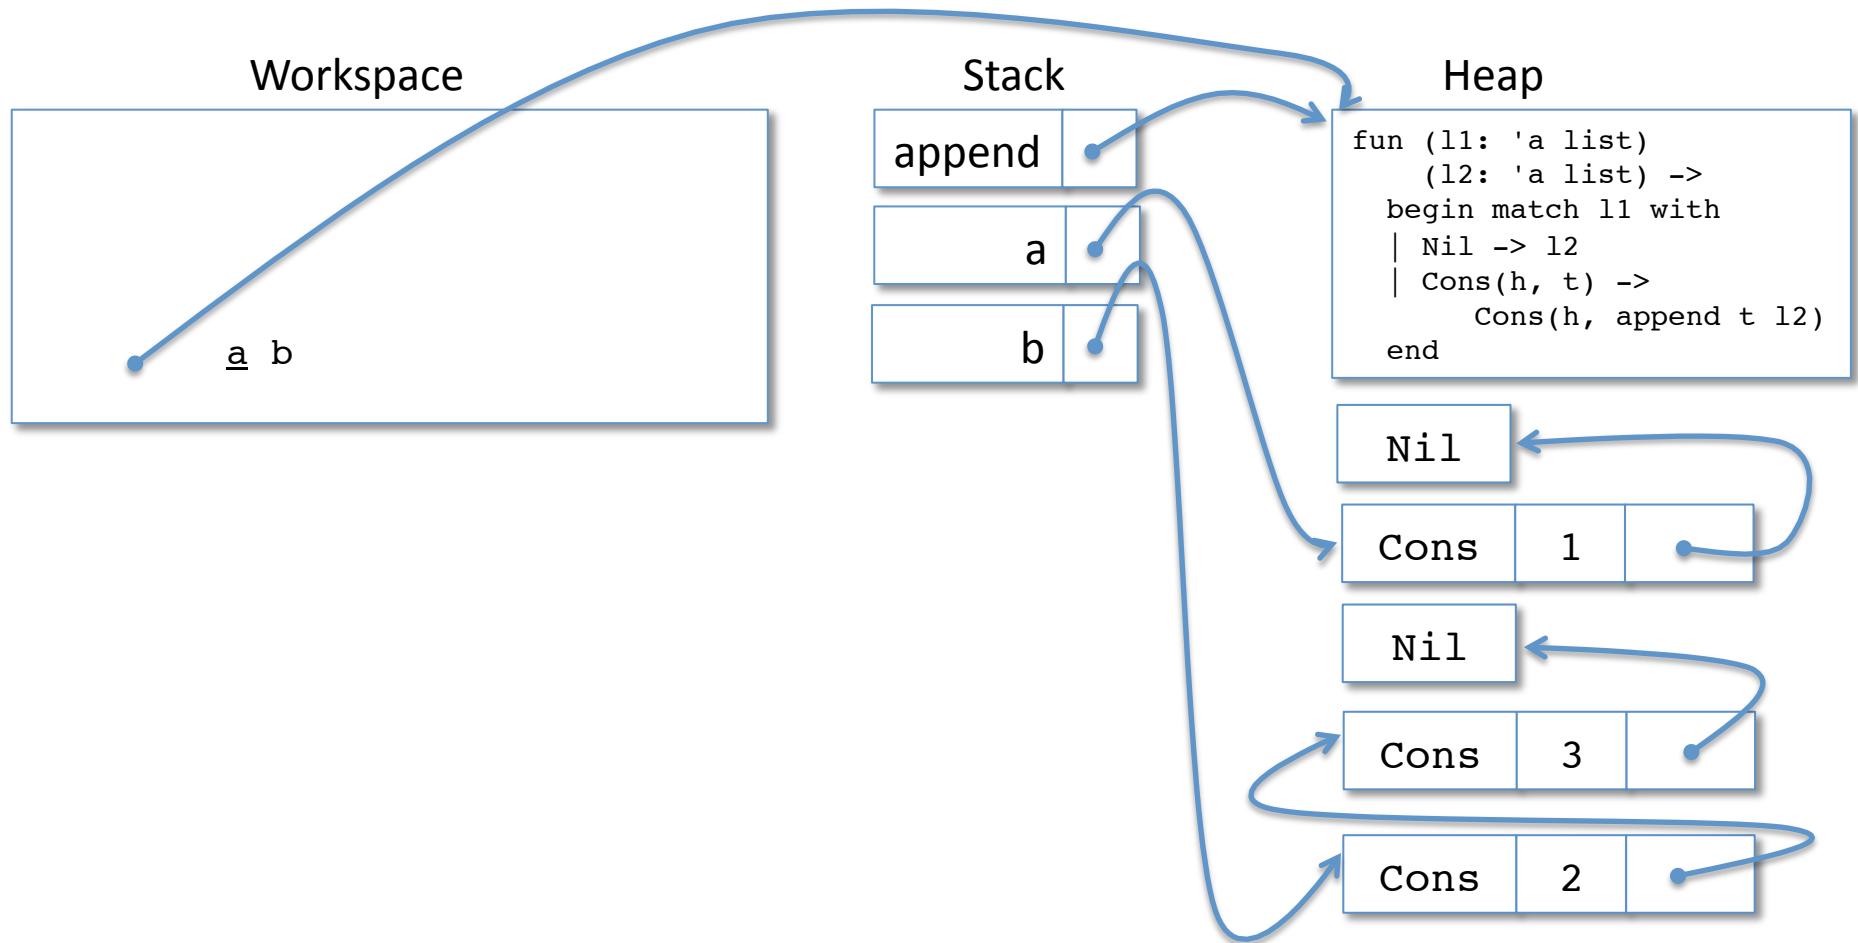 Workspace
Stack
Heap
a b
append
a
b
fun (l1: 'a list)
(l2: 'a list) ->
begin match l1 with
| Nil -> l2
| Cons(h, t) ->
Cons(h, append t l2)
end
Nil
Cons 1
Nil
Cons 3
Cons 2